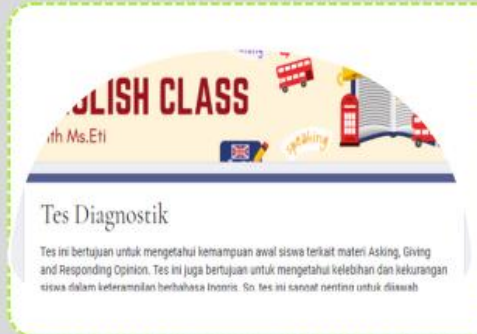 LISH CLASS
ith Ms.Eti
speaking
Tes Diagnostik
Tes ini bertujuan untuk mengetahui kemampuan awal siswa terkait materi Asking, Giving
and Responding Opinion. Tes ini juga bertujuan untuk mengetahui kelebihan dan kekurangan
siswa dalam keterampilan berbahasa Inggris. So, tes ini sangat penting untuk dijawab